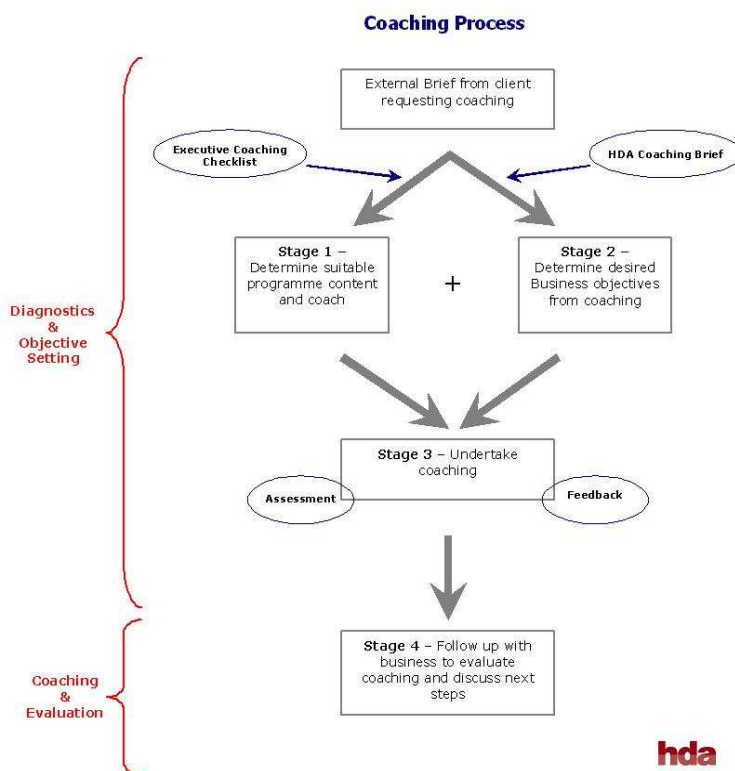 Coaching Process
External Brief from client
requesting coaching
Executive Coaching
Checklist
HDA Coaching Brief
Stage 1 –
Determine suitable
programme content
and coach
+
Stage 2 –
Determine desired
Business objectives
from coaching
Diagnostics
&
Objective
Setting
Stage 3 – Undertake
coaching
Assessment
Feedback
Stage 4 – Follow up with
business to evaluate
coaching and discuss next
steps
Coaching
&
Evaluation
hda